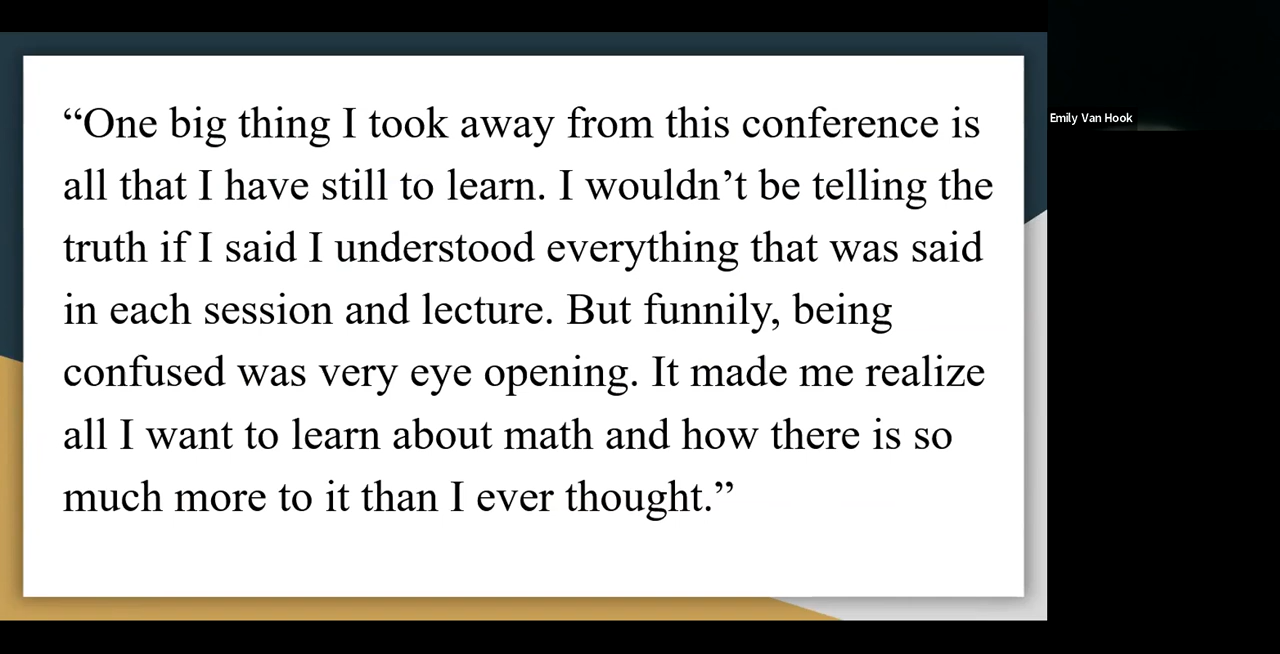 “One big thing I took away from this conference is
all that I have still to learn. I wouldn’t be telling the
truth if I said I understood everything that was said
in each session and lecture. But funnily, being
confused was very eye opening. It made me realize
all I want to learn about math and how there is so
much more to it than I ever thought.”
Emily Van Hook